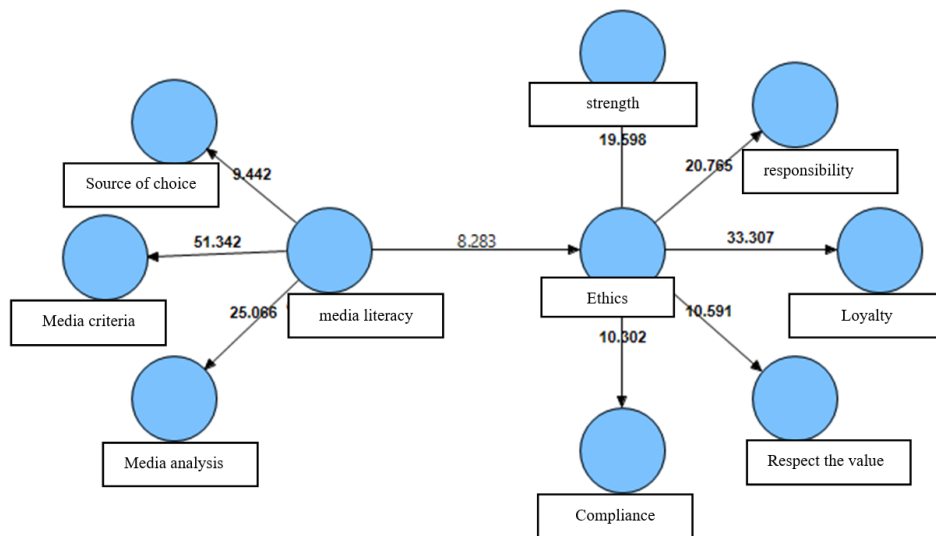 strength
19.598
20.765
responsibility
Source of choice
9.442
51.342
8.283
33.307
Media criteria
25.066
media literacy
Ethics
10.591
Loyalty
10.302
Media analysis
Respect the value
Compliance